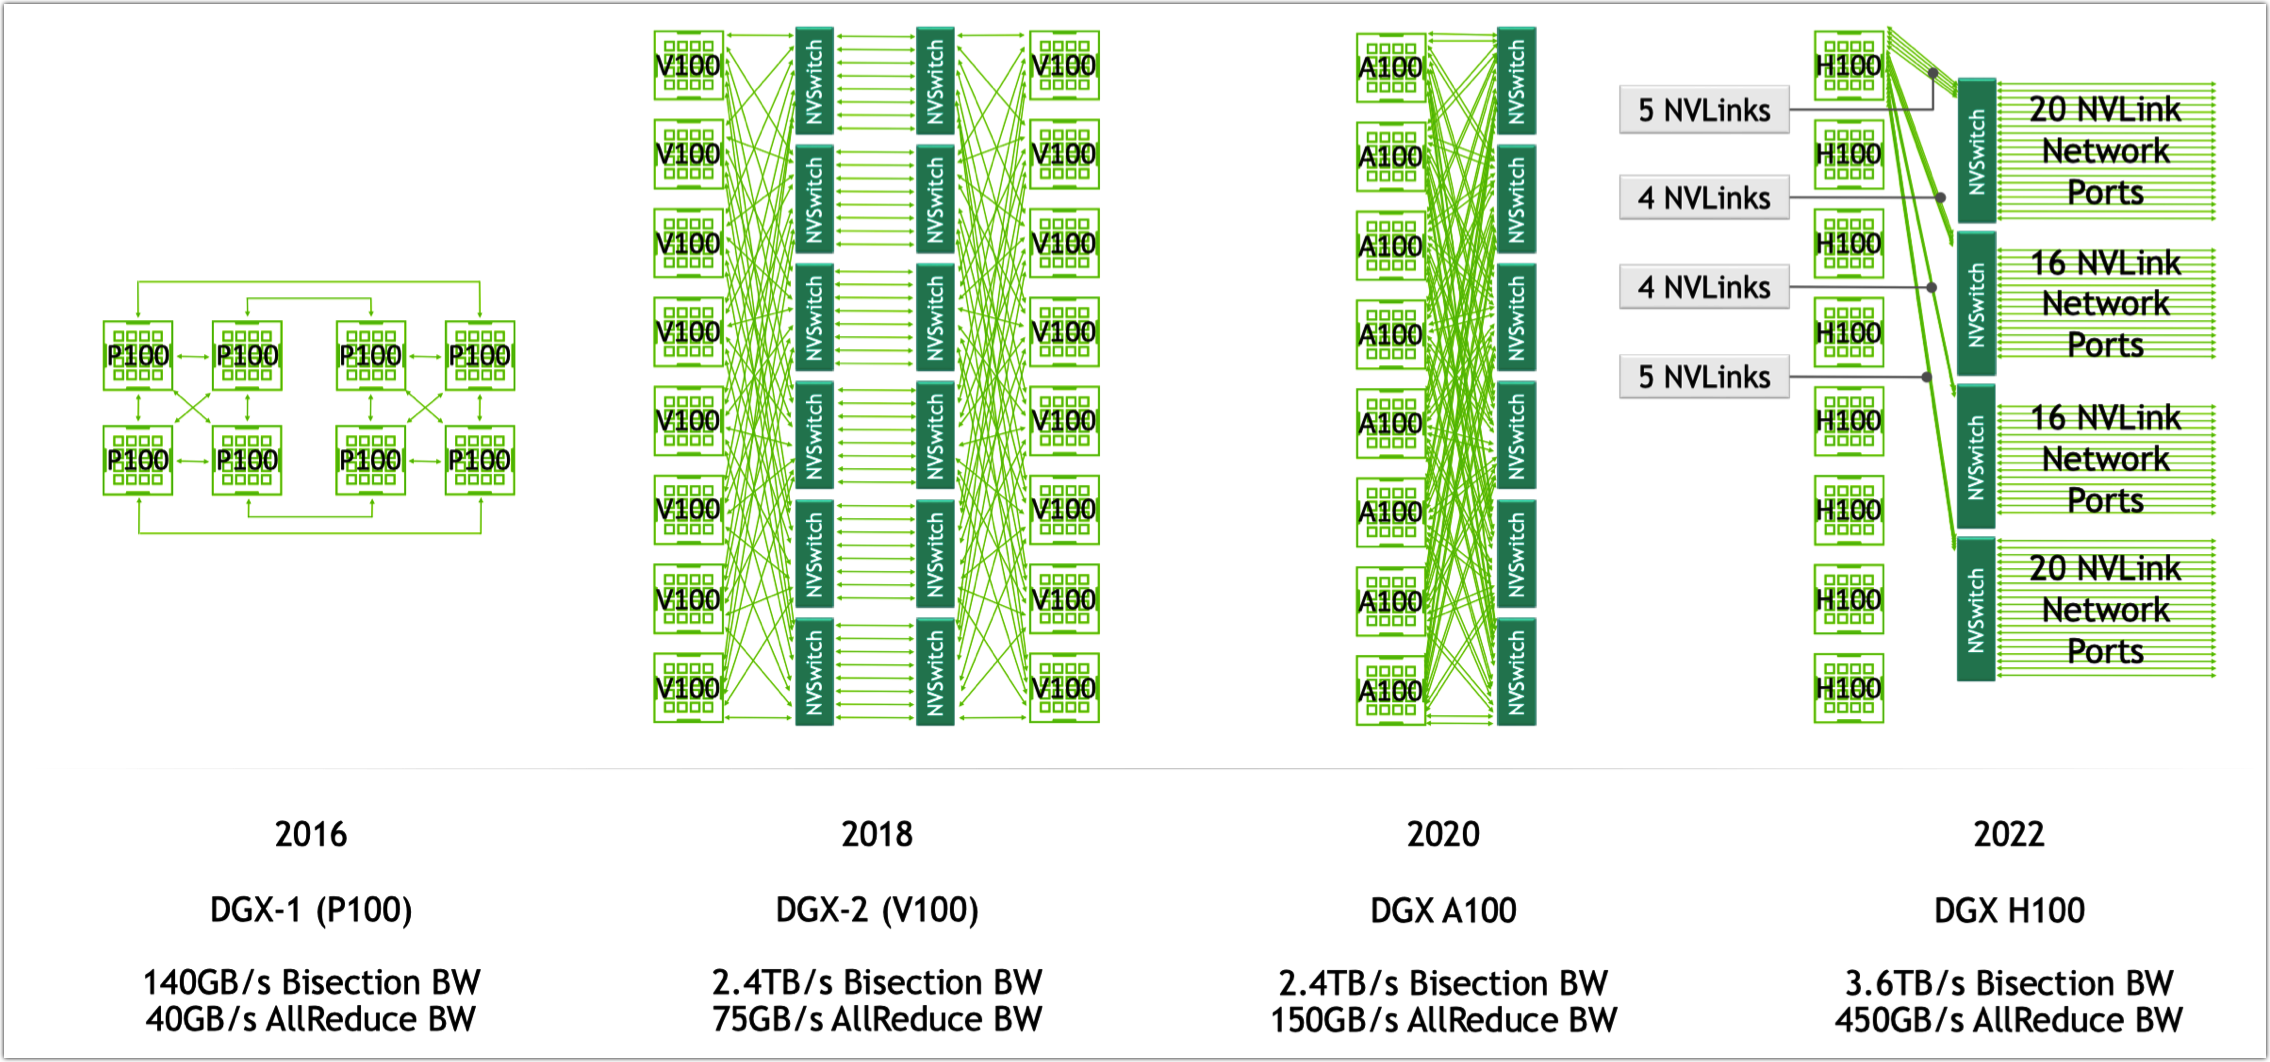 P100
P100
P100
P100
P100
P100
P100
P100
V100
V100
V100
V100
V100
V100
V100
V100
NVSwitch
NVSwitch
NVSwitch
NVSwitch
NVSwitch
NVSwitch
NVSwitch
NVSwitch
NVSwitch
NVSwitch
NVSwitch
NVSwitch
V100
V100
V100
V100
V100
V100
V100
V100
A100
A100
A100
A100
A100
A100
A100
A100
NVSwitch
NVSwitch
NVSwitch
NVSwitch
NVSwitch
NVSwitch
5 NVLinks
4 NVLinks
4 NVLinks
5 NVLinks
H100
H100
H100
H100
H100
H100
H100
H100
NVSwitch
NVSwitch
NVSwitch
NVSwitch
20 NVLink
Network
Ports
16 NVLink
Network
Ports
16 NVLink
Network
Ports
20 NVLink
Network
Ports
2016
DGX-1 (P100)
140GB/s Bisection BW
40GB/s AllReduce BW
2018
DGX-2 (V100)
2.4TB/s Bisection BW
75GB/s AllReduce BW
2020
DGX A100
2.4TB/s Bisection BW
150GB/s AllReduce BW
2022
DGX H100
3.6TB/s Bisection BW
450GB/s AllReduce BW